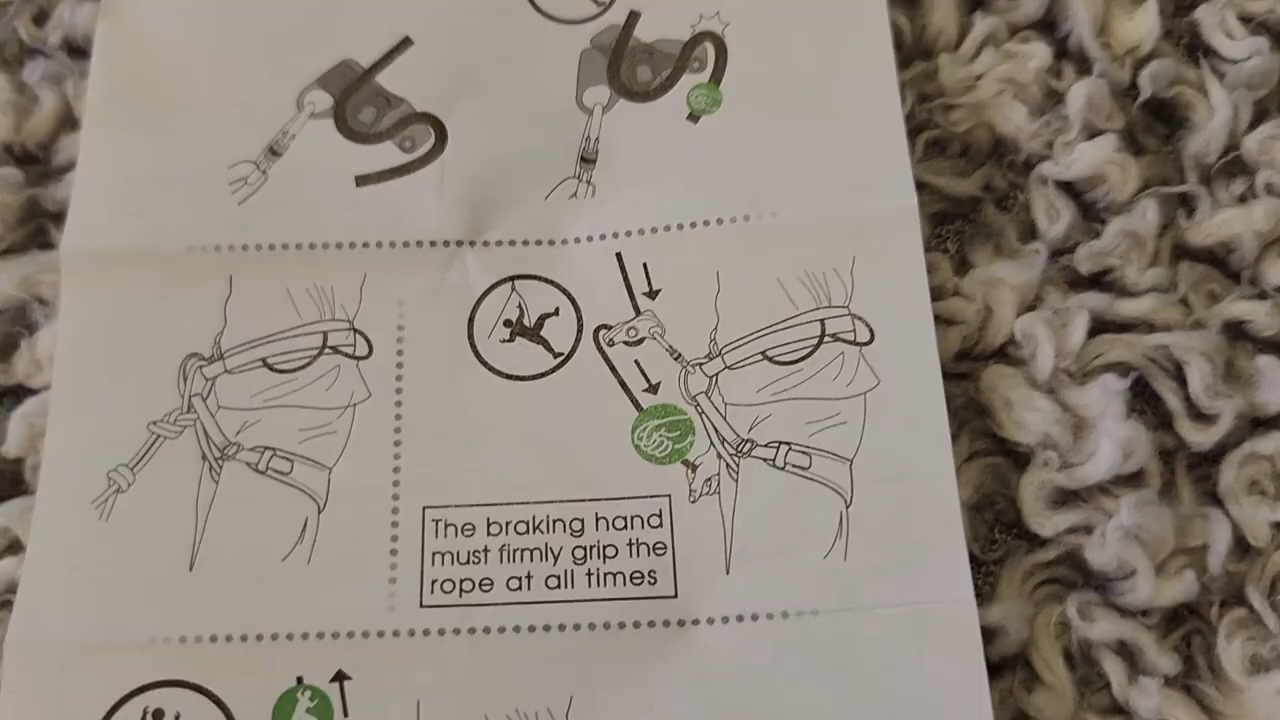 The braking hand
must firmly grip the
rope at all times